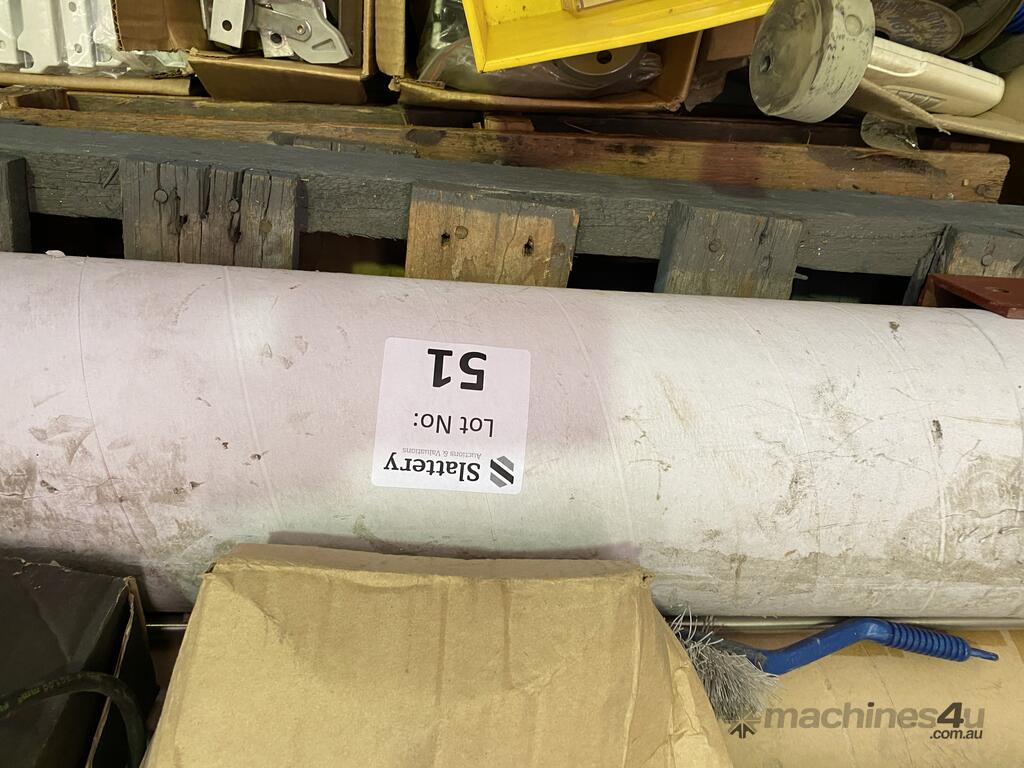 Slattery
Auctions & Valuations
Lot No:
51
machines4u
.com.au